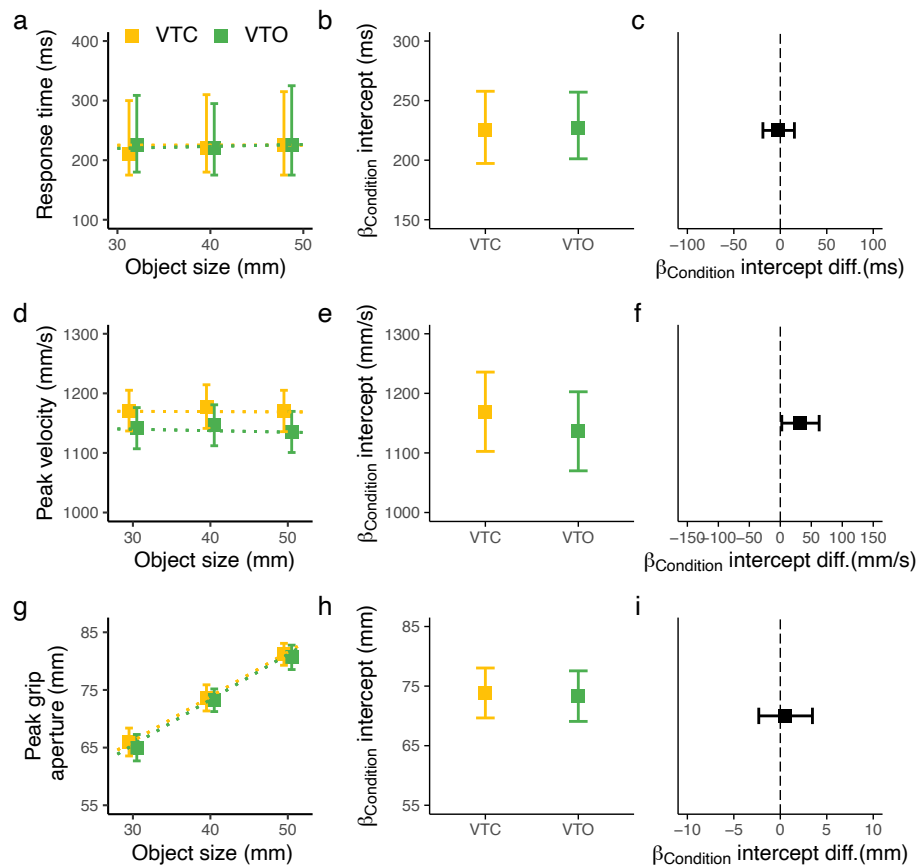 a
VTC
VTO
Response time (ms)
400
300
200
100
30
40
50
Object size (mm)
b
βCondition intercept (ms)
300
250
200
150
VTC
VTO
c
−100
−50
0
50
100
βCondition intercept diff.(ms)
d
Peak velocity (mm/s)
1300
1200
1100
1000
30
40
50
Object size (mm)
e
βCondition intercept (mm/s)
1300
1200
1100
1000
VTC
VTO
f
−150
−100
−50
0
50
100
150
βCondition intercept diff.(mm/s)
g
Peak grip
aperture (mm)
85
75
65
55
30
40
50
Object size (mm)
h
βCondition intercept (mm)
85
75
65
55
VTC
VTO
i
−10
−5
0
5
10
βCondition intercept diff.(mm)